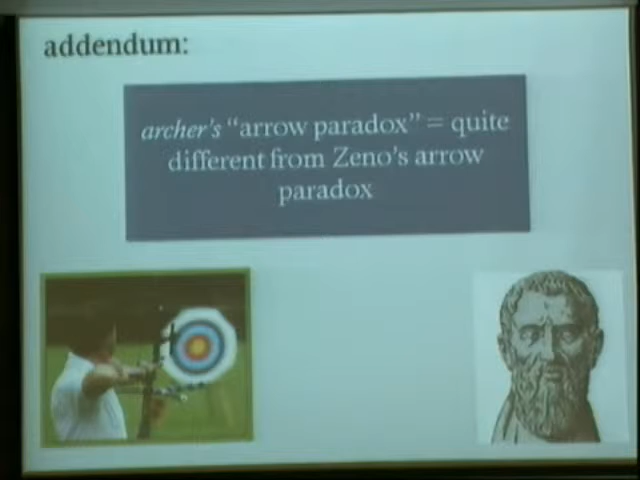 addendum:
archer's “arrow paradox” = quite
different from Zeno's arrow
paradox